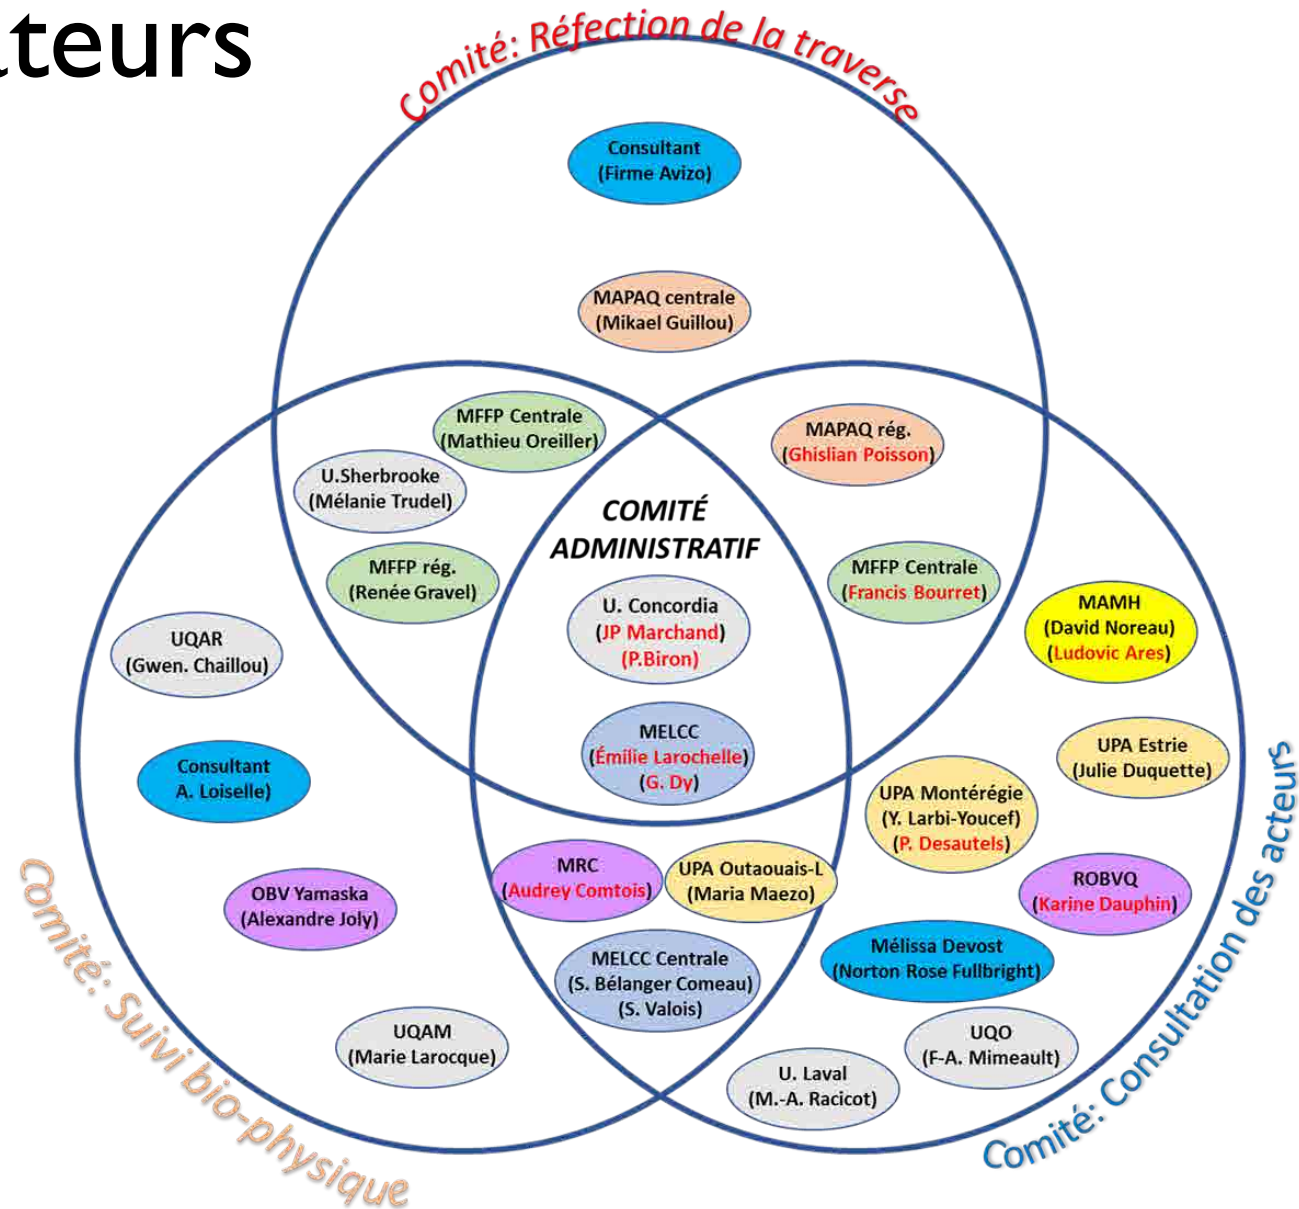 cteurs
Comité: Réfection de la traverse
Consultant
(Firme Avizo)
MAPAQ centrale
(Mikael Guillou)
MFFP Centrale
(Mathieu Oreiller)
MAPAQ rég.
(Ghislian Poisson)
U.Sherbrooke
(Mélanie Trudel)
COMITÉ
ADMINISTRATIF
MFFP rég.
(Renée Gravel)
MFFP Centrale
(Francis Bourret)
U. Concordia
(JP Marchand)
(P.Biron)
MAMH
(David Noreau)
(Ludovic Ares)
UQAR
(Gwen. Chaillou)
MELCC
(Émilie Larochelle)
(G. Dy)
UPA Estrie
(Julie Duquette)
Consultant
A. Loiselle)
UPA Montérégie
(Y. Larbi-Youcef)
(P. Desautels)
MRC
(Audrey Comtois)
UPA Outaouais-L
(Maria Maezo)
ROBVQ
(Karine Dauphin)
OBV Yamaska
(Alexandre Joly)
Mélissa Devost
(Norton Rose Fullbright)
MELCC Centrale
(S. Bélanger Comeau)
(S. Valois)
UQAM
(Marie Larocque)
UQO
(F-A. Mimeault)
U. Laval
(M.-A. Racicot)
Comité: Suivi bio-physique
Comité: Consultation des acteurs